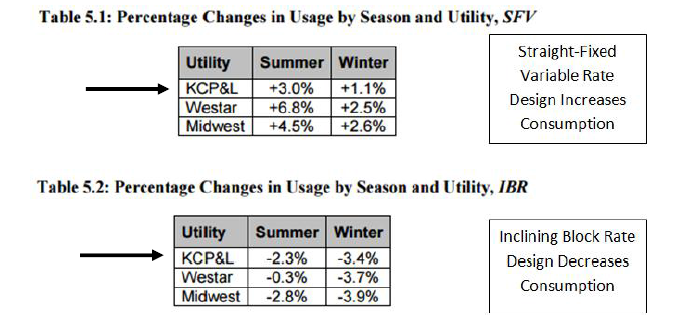 Table 5.1: Percentage Changes in Usage by Season and Utility, SFV
Utility Summer Winter
KCP&L +3.0% +1.1%
Westar +6.8% +2.5%
Midwest +4.5% +2.6%
Straight-Fixed
Variable Rate
Design Increases
Consumption
Table 5.2: Percentage Changes in Usage by Season and Utility, IBR
Utility Summer Winter
KCP&L -2.3% -3.4%
Westar -0.3% -3.7%
Midwest -2.8% -3.9%
Inclining Block Rate
Design Decreases
Consumption